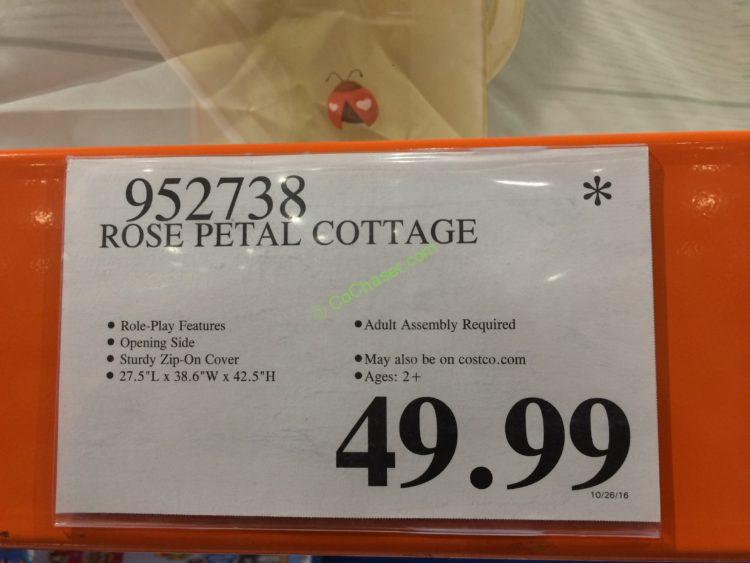 952738 *
ROSE PETAL COTTAGE
© CoChaser.com
• Role-Play Features
• Opening Side
• Sturdy Zip-On Cover
• 27.5"L x 38.6"W x 42.5"H
• Adult Assembly Required
• May also be on costco.com
• Ages: 2+
49.99
10/26/16